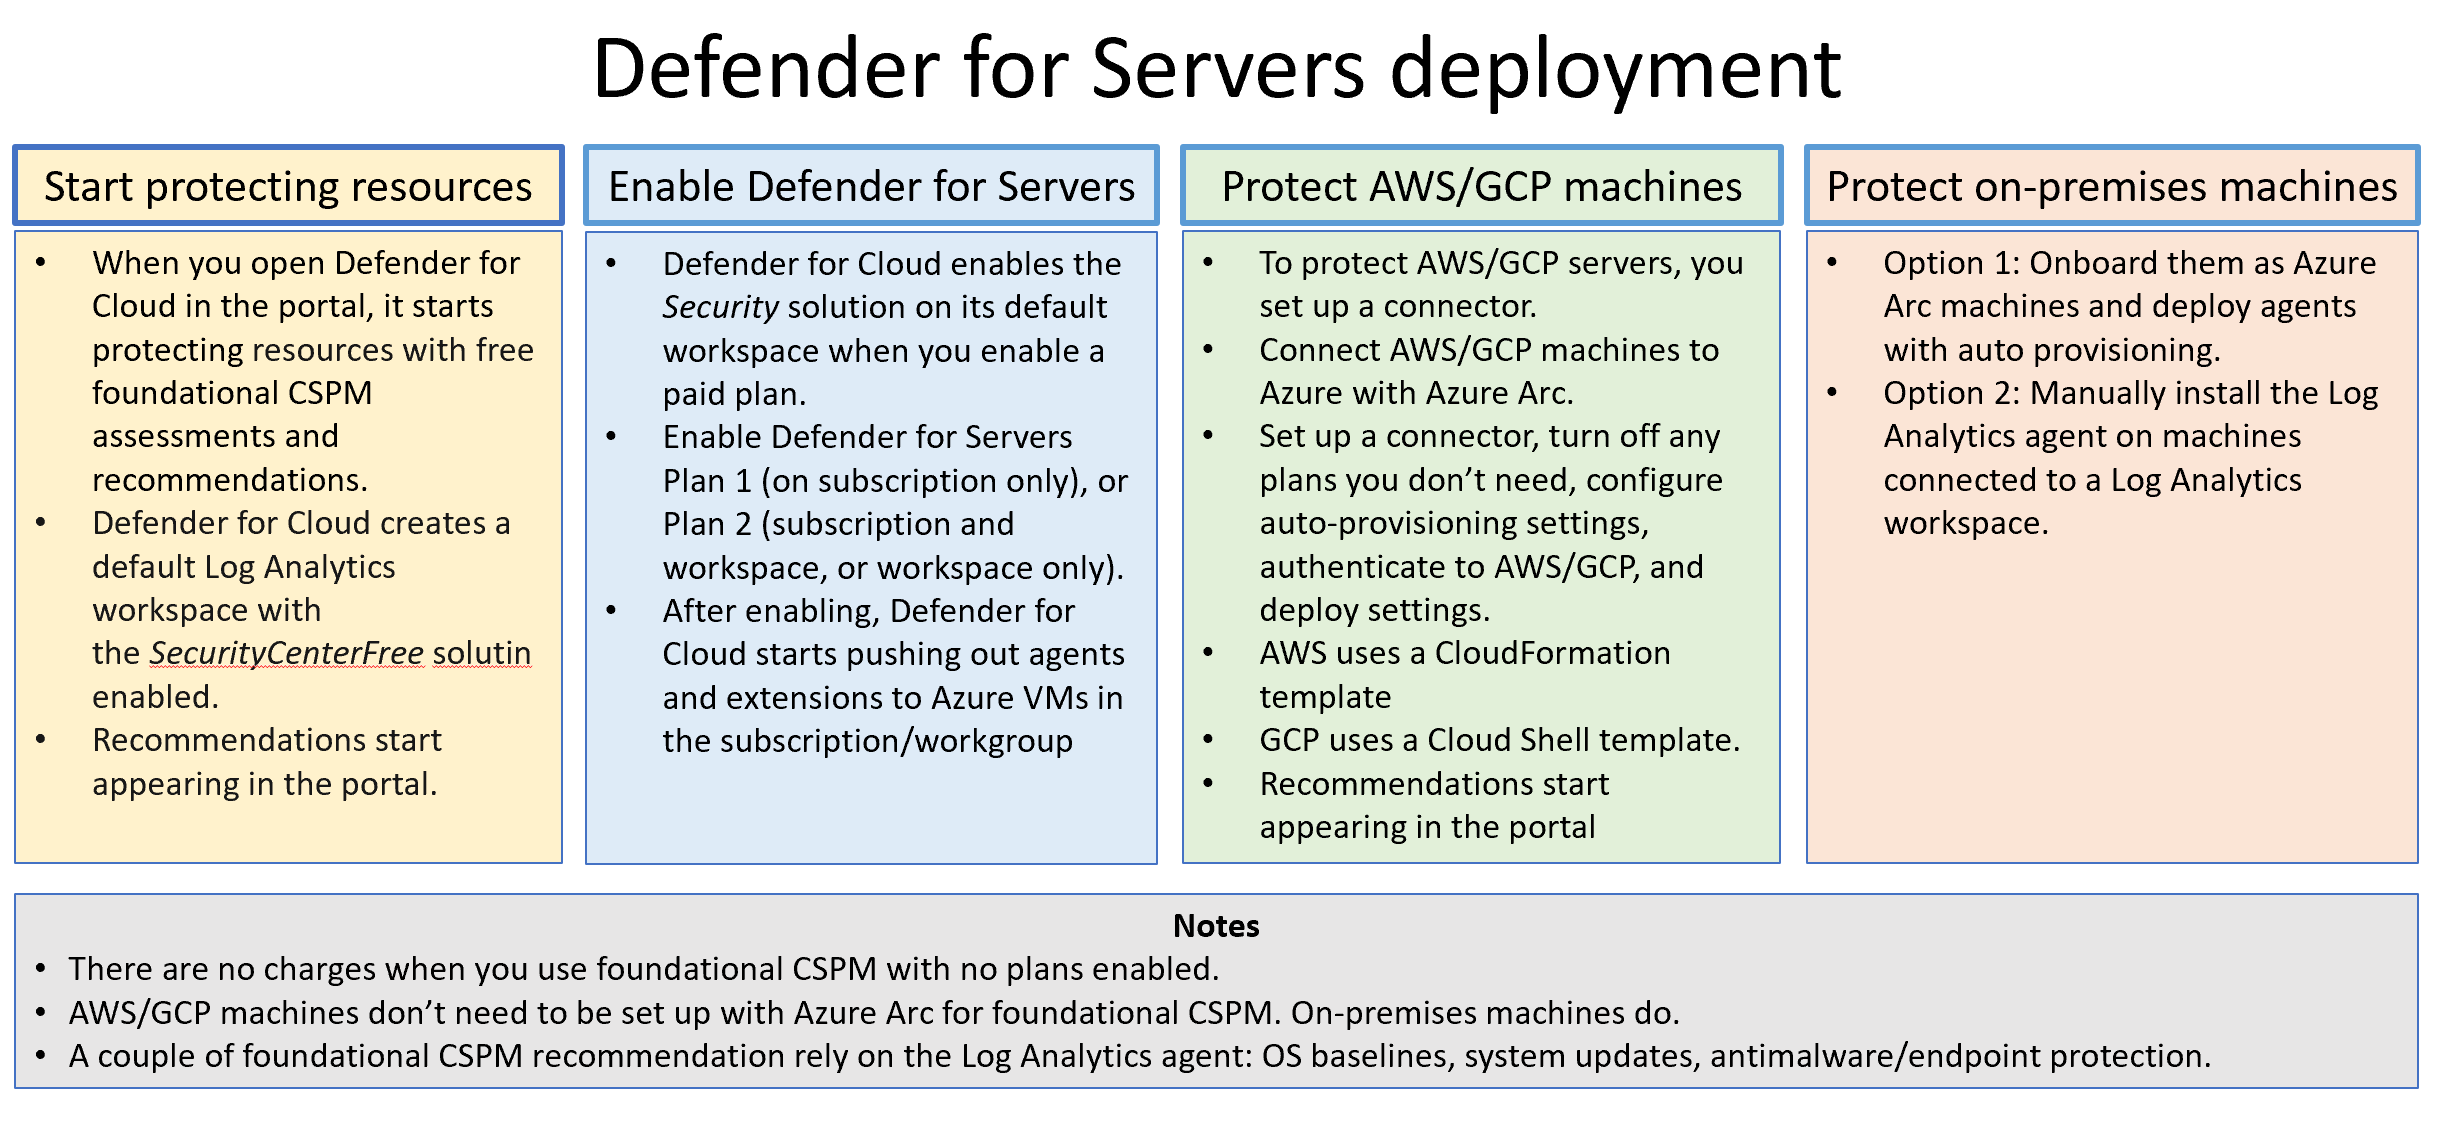 Defender for Servers deployment
Start protecting resources
• When you open Defender for
Cloud in the portal, it starts
protecting resources with free
foundational CSPM
assessments and
recommendations.
• Defender for Cloud creates a
default Log Analytics
workspace with
the SecurityCenterFree solutin
enabled.
• Recommendations start
appearing in the portal.
Enable Defender for Servers
• Defender for Cloud enables the
Security solution on its default
workspace when you enable a
paid plan.
• Enable Defender for Servers
Plan 1 (on subscription only), or
Plan 2 (subscription and
workspace, or workspace only).
• After enabling, Defender for
Cloud starts pushing out agents
and extensions to Azure VMs in
the subscription/workgroup
Protect AWS/GCP machines
• To protect AWS/GCP servers, you
set up a connector.
• Connect AWS/GCP machines to
Azure with Azure Arc.
• Set up a connector, turn off any
plans you don’t need, configure
auto-provisioning settings,
authenticate to AWS/GCP, and
deploy settings.
• AWS uses a CloudFormation
template
• GCP uses a Cloud Shell template.
• Recommendations start
appearing in the portal
Protect on-premises machines
• Option 1: Onboard them as Azure
Arc machines and deploy agents
with auto provisioning.
• Option 2: Manually install the Log
Analytics agent on machines
connected to a Log Analytics
workspace.
Notes
• There are no charges when you use foundational CSPM with no plans enabled.
• AWS/GCP machines don’t need to be set up with Azure Arc for foundational CSPM. On-premises machines do.
• A couple of foundational CSPM recommendation rely on the Log Analytics agent: OS baselines, system updates, antimalware/endpoint protection.